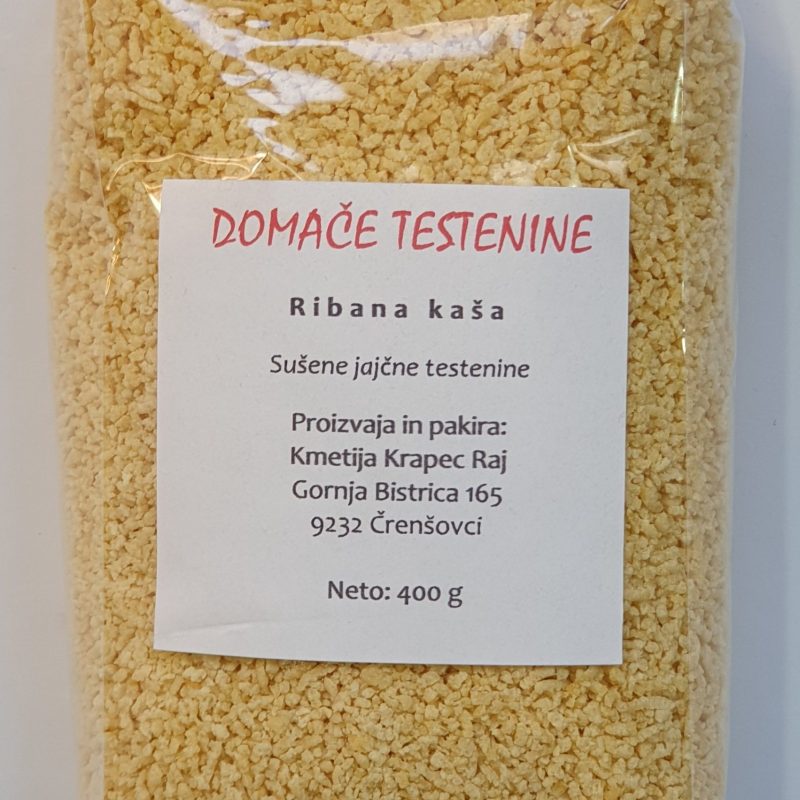 DOMAČE TESTENINE
Ribana kaša
Sušene jajčne testenine
Proizvaja in pakira:
Kmetija Krapec Raj
Gornja Bistrica 165
9232 Črenšovci
Neto: 400 g